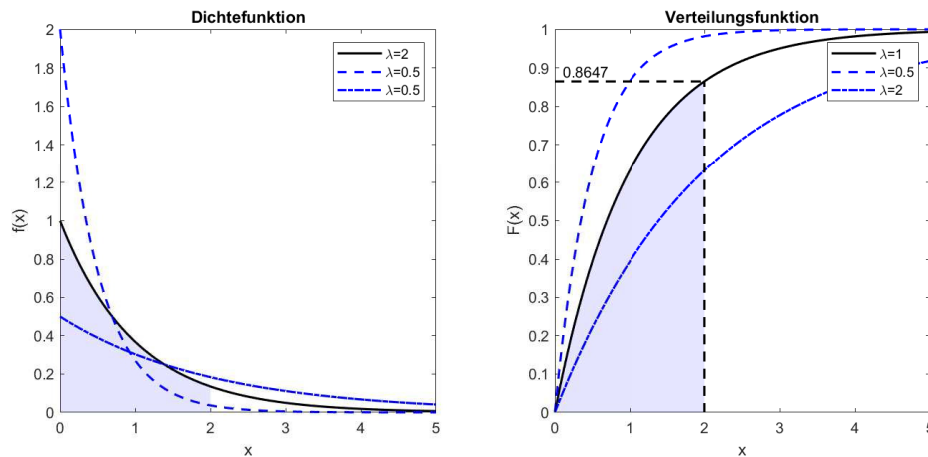 Dichtefunktion
2
1.8
1.6
1.4
1.2
1
0.8
0.6
0.4
0.2
0
0 1 2 3 4 5
f(x)
x
λ=2
λ=0.5
λ=0.5
Verteilungsfunktion
1
0.9
0.8
0.7
0.6
0.5
0.4
0.3
0.2
0.1
0
0 1 2 3 4 5
F(x)
x
0.8647
λ=1
λ=0.5
λ=2